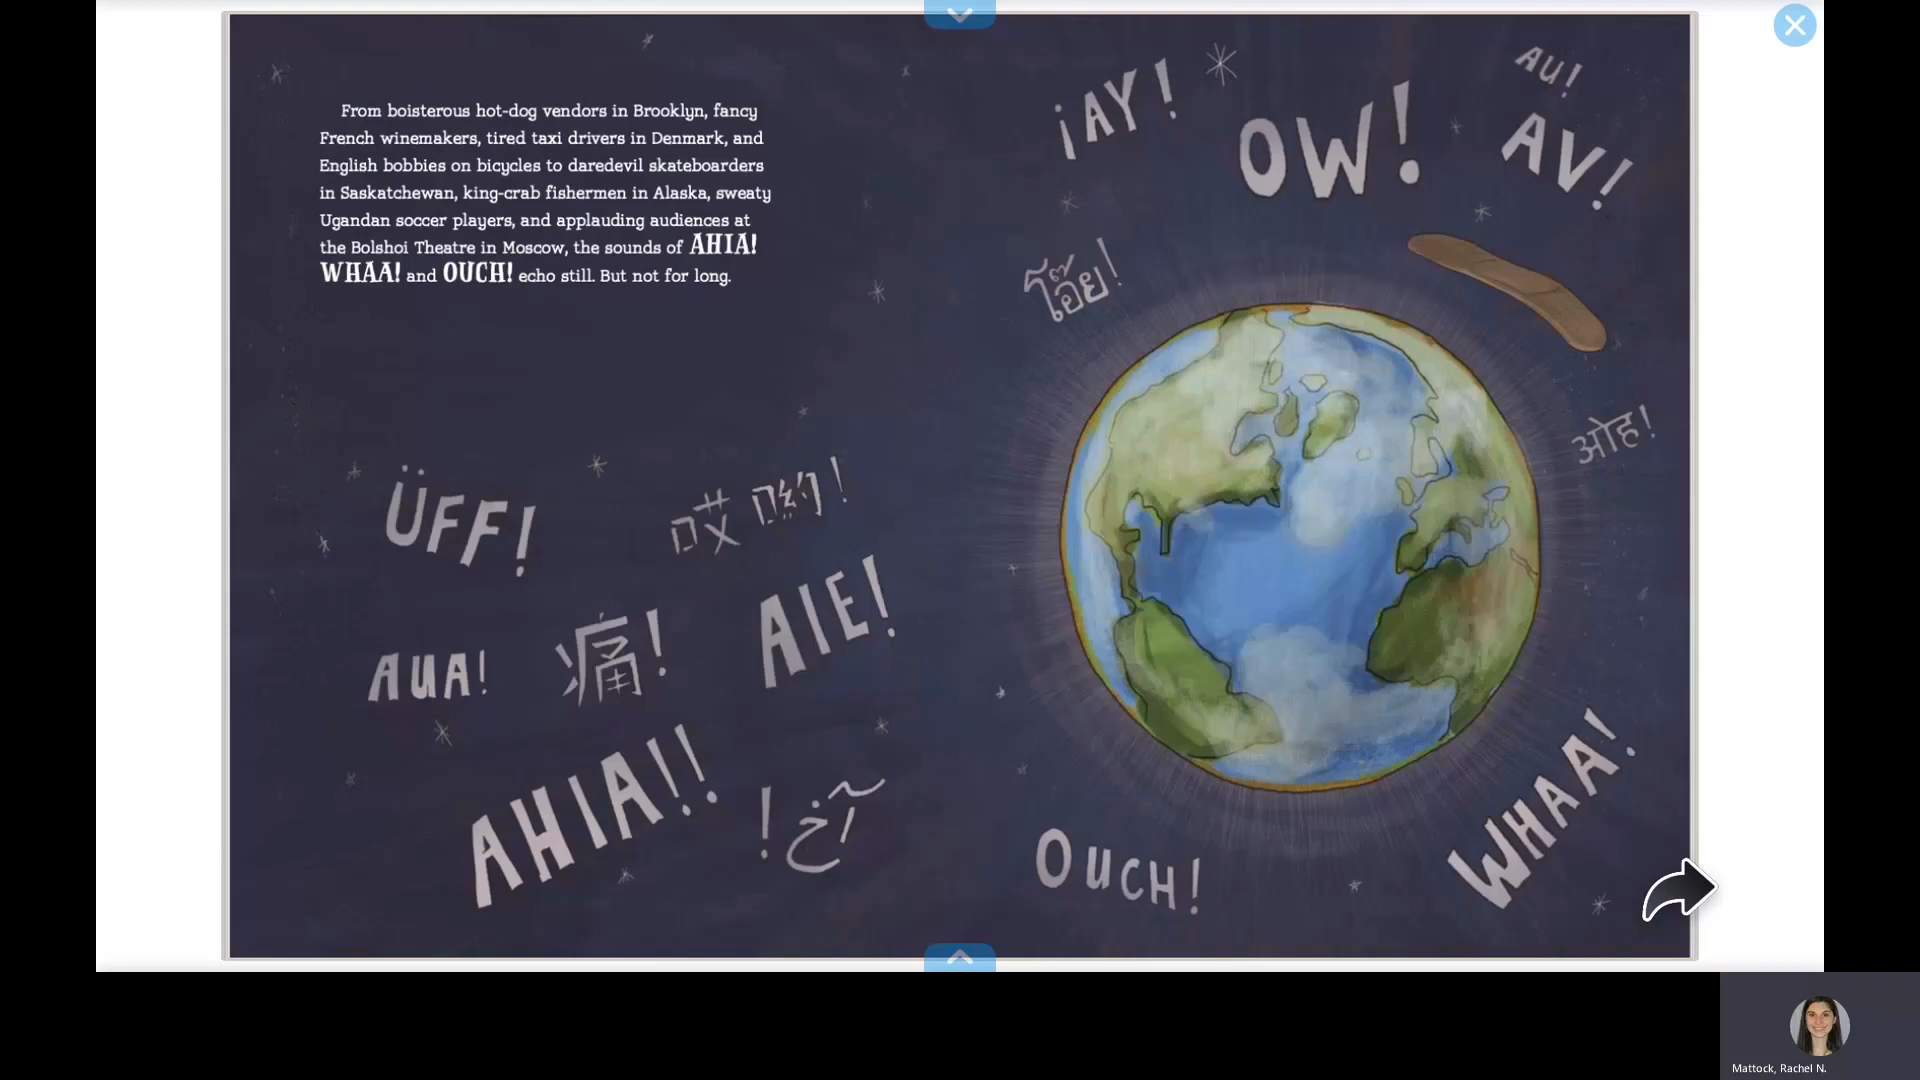 From boisterous hot-dog vendors in Brooklyn, fancy
French winemakers, tired taxi drivers in Denmark, and
English bobbies on bicycles to daredevil skateboarders
in Saskatchewan, king-crab fishermen in Alaska, sweaty
Ugandan soccer players, and applauding audiences at
the Bolshoi Theatre in Moscow, the sounds of AHIA!
WHAA! and OUCH! echo still. But not for long.
ÜFF!
哎哟!
AUA!
痛!
AIE!
AHIA!!
آخ!
¡AY!
OW!
AU!
AV!
โอ๊ย!
ओह!
OUCH!
WHAA!
Mattock, Rachel N.